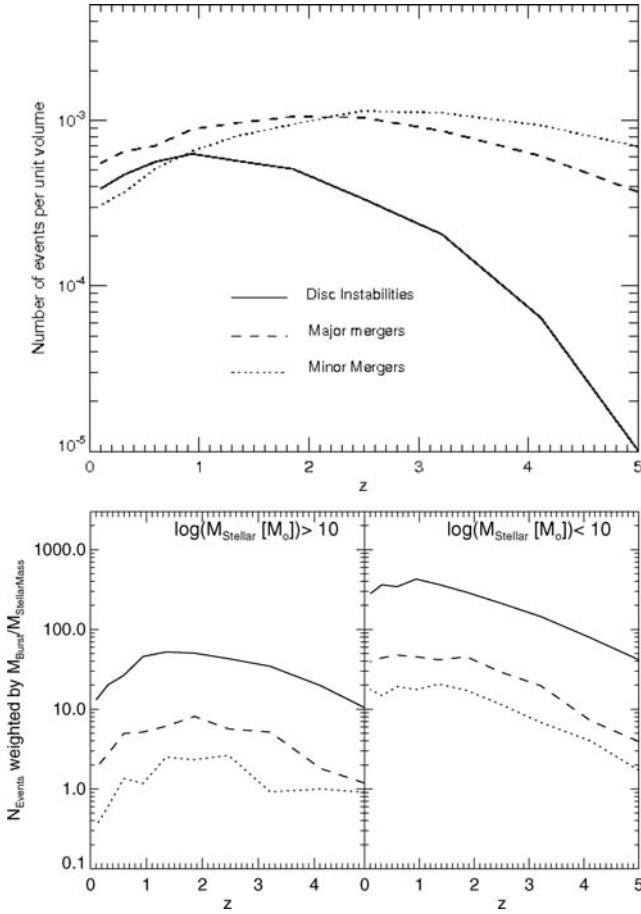 Number of events per unit volume
10^-3
10^-4
10^-5
Disc Instabilities
Major mergers
Minor Mergers
0 1 2 3 4 5
z
N_Events weighted by M_Burst/M_StellarMass
log(M_Stellar [M_o])> 10
log(M_Stellar [M_o])< 10
1000.0
100.0
10.0
1.0
0.1
0 1 2 3 4
0 1 2 3 4 5
z
z